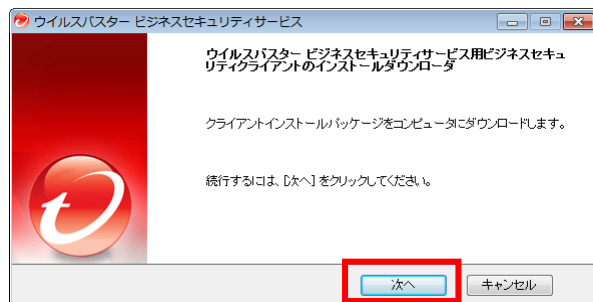 ウイルスバスター ビジネスセキュリティサービス
ウイルスバスター ビジネスセキュリティサービス用ビジネスセキュ
リティクライアントのインストールダウンローダ
クライアントインストールパッケージをコンピュータにダウンロードします。
続行するには、[次へ] をクリックしてください。
次へ
キャンセル